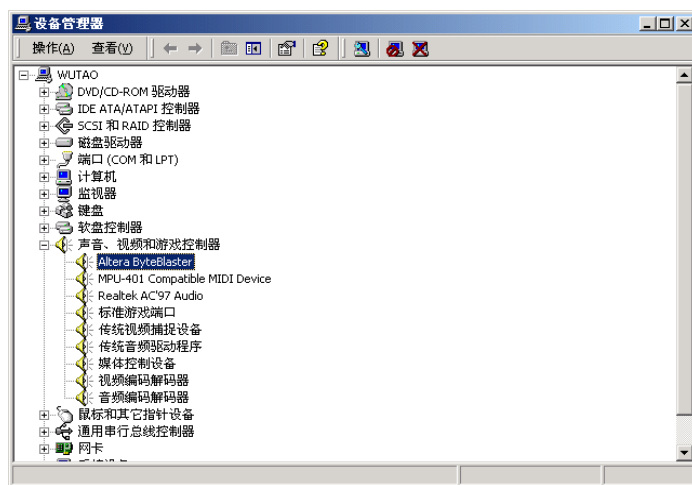 设备管理器
操作(A) 查看(V)
WUTAO
DVD/CD-ROM 驱动器
IDE ATA/ATAPI 控制器
SCSI 和 RAID 控制器
磁盘驱动器
端口 (COM 和 LPT)
计算机
监视器
键盘
软盘控制器
声音、视频和游戏控制器
Altera ByteBlaster
MPU-401 Compatible MIDI Device
Realtek AC'97 Audio
标准游戏端口
传统视频捕捉设备
传统音频驱动程序
媒体控制设备
视频编码解码器
音频编码解码器
鼠标和其它指针设备
通用串行总线控制器
网卡